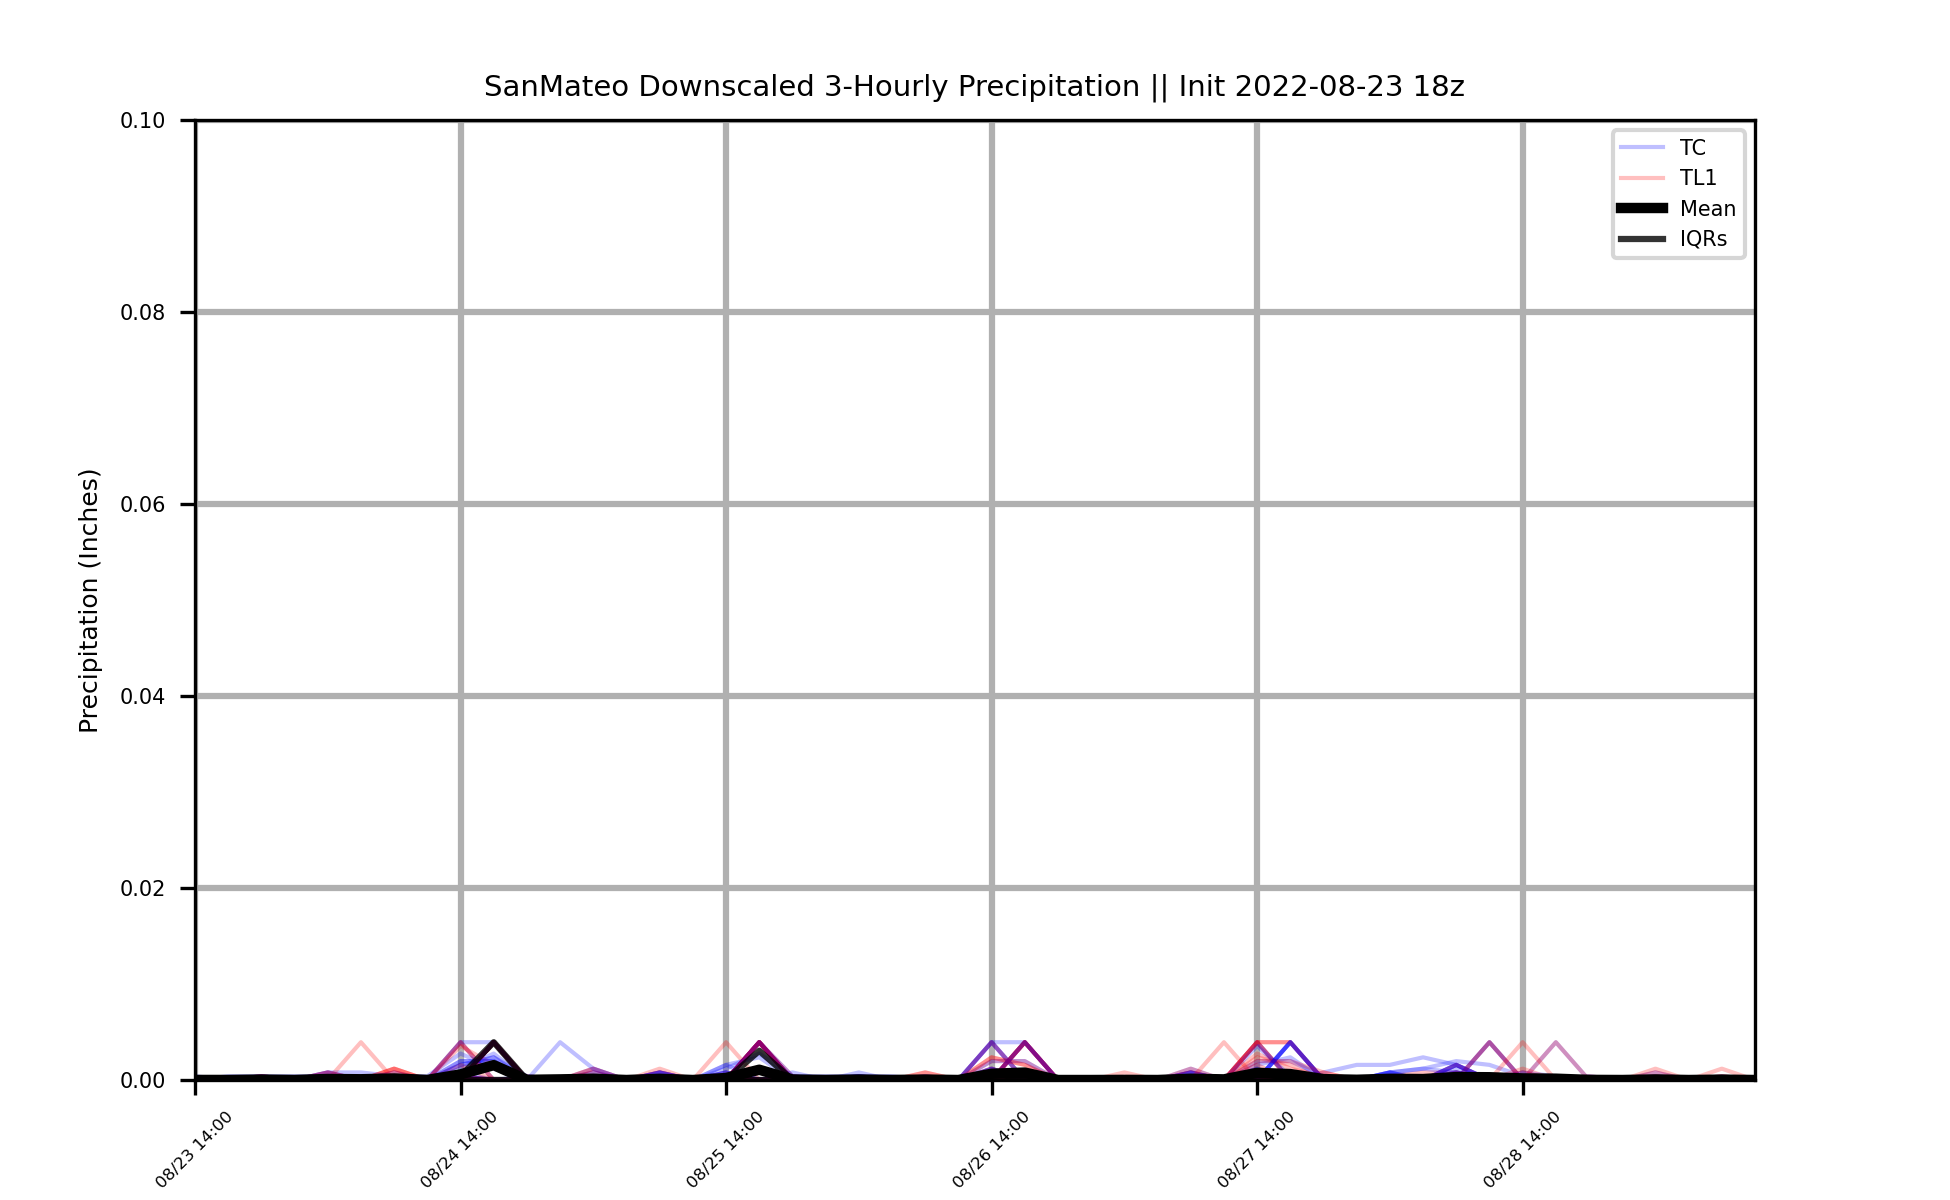 SanMateo Downscaled 3-Hourly Precipitation || Init 2022-08-23 18z
0.10
0.08
0.06
0.04
0.02
0.00
Precipitation (Inches)
TC
TL1
Mean
IQRs
08/23 14:00
08/24 14:00
08/25 14:00
08/26 14:00
08/27 14:00
08/28 14:00